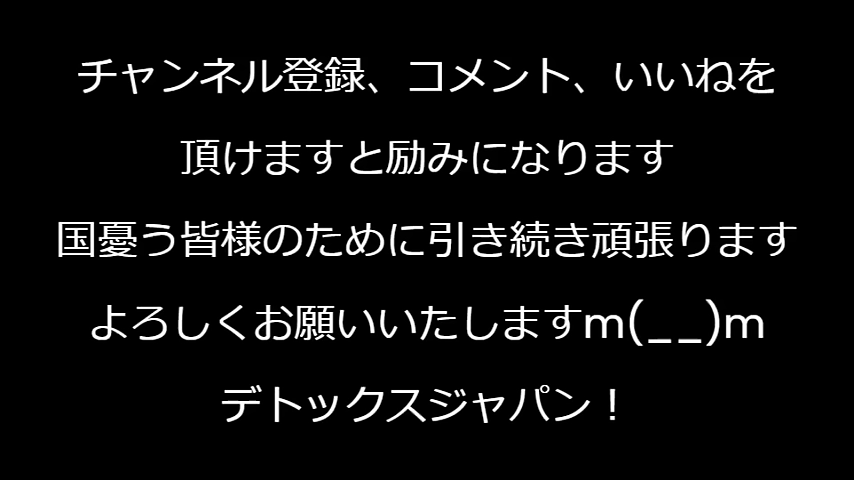 チャンネル登録、コメント、いいねを
頂けますと励みになります
国憂う皆様のために引き続き頑張ります
よろしくお願いいたしますm(__)m
デトックスジャパン！